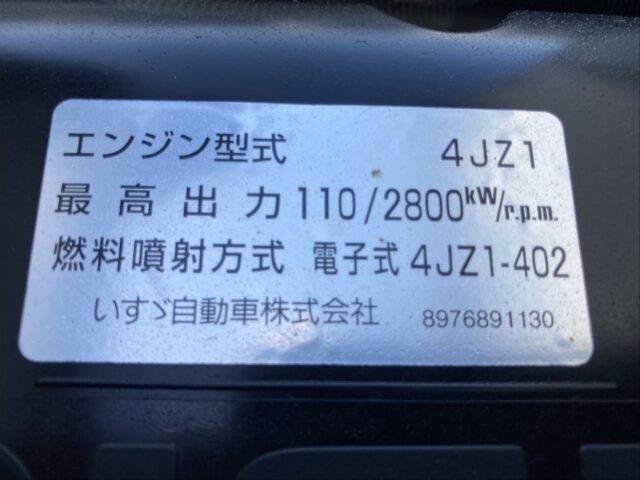 エンジン型式 4JZ1
最高出力 110/2800kW/r.p.m.
燃料噴射方式 電子式 4JZ1-402
いすゞ自動車株式会社 8976891130